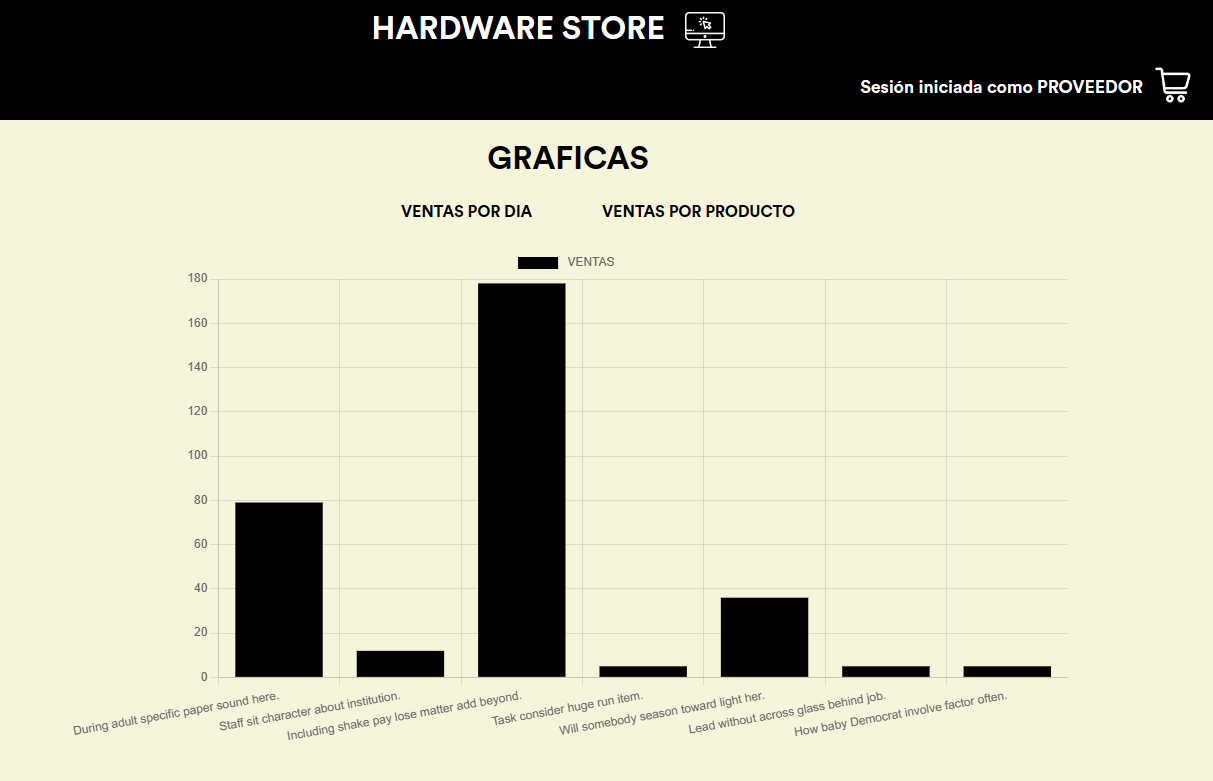 HARDWARE STORE
Sesión iniciada como PROVEEDOR
GRAFICAS
VENTAS POR DIA VENTAS POR PRODUCTO
VENTAS
180
160
140
120
100
80
60
40
20
0
During adult specific paper sound here.
Staff sit character about institution.
Including shake pay lose matter add beyond.
Task consider huge run item.
Will somebody season toward light her.
Lead without across glass behind job.
How baby Democrat involve factor often.